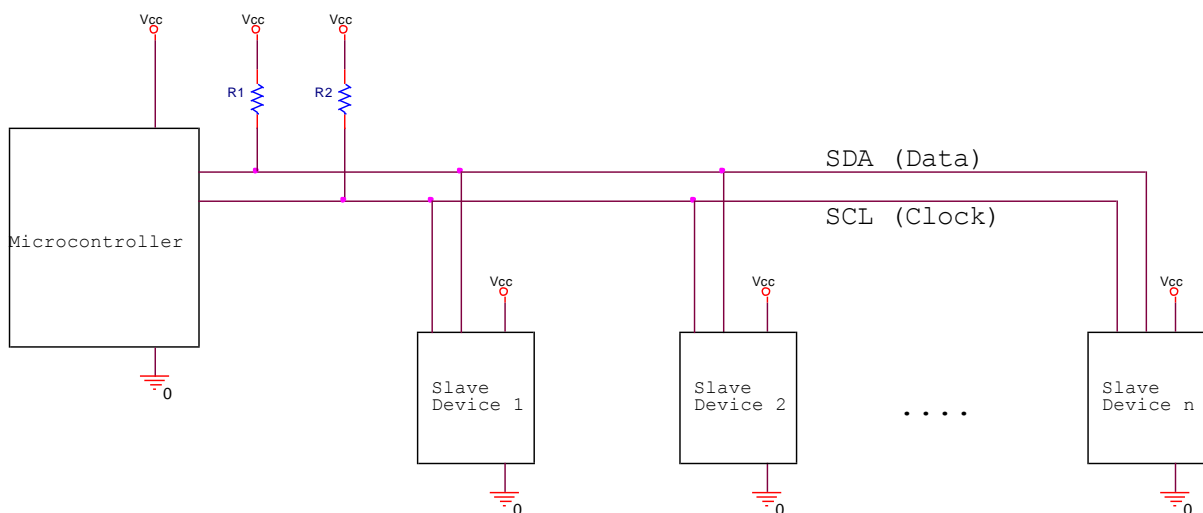 Vcc
Vcc
Vcc
R1
R2
SDA (Data)
SCL (Clock)
Microcontroller
0
Vcc
Vcc
Vcc
Slave
Device 1
Slave
Device 2
....
Slave
Device n
0
0
0